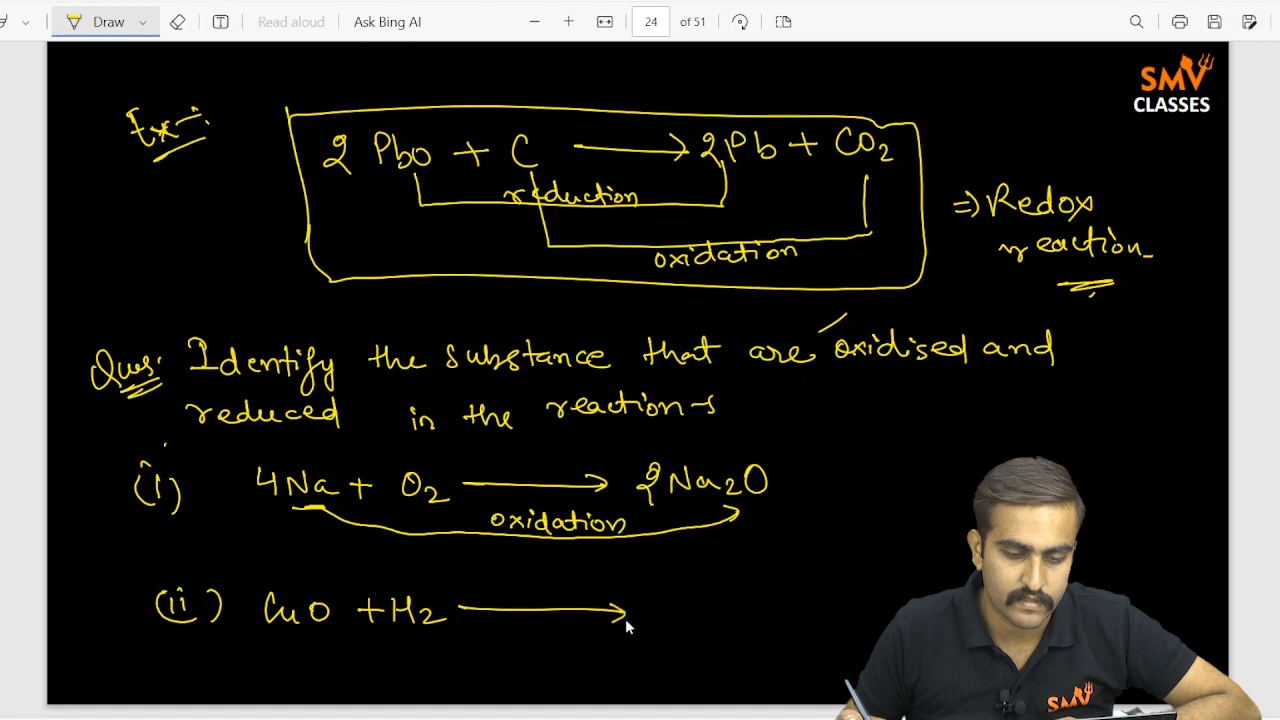 Draw
Read aloud
Ask Bing AI
24 of 51
SMV
CLASSES
Ex-:
2 PbO + C → 2Pb + CO2
reduction
oxidation
⇒ Redox
reaction
Ques: Identify the substance that are oxidised and
reduced in the reaction-s
(i) 4Na + O2 → 2Na2O
oxidation
(ii) CuO + H2 →
SMV